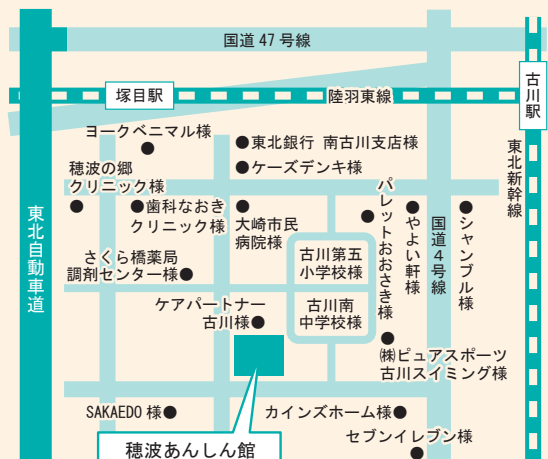 国道 47 号線
塚目駅
陸羽東線
古川駅
東北新幹線
東北自動車道
ヨークベニマル様
東北銀行 南古川支店様
ケーズデンキ様
穂波の郷
クリニック様
歯科なおき
クリニック様
大崎市民
病院様
パレットおおさき様
やよい軒様
国道4号線
シャンブル様
さくら橋薬局
調剤センター様
古川第五
小学校様
古川南
中学校様
ケアパートナー
古川様
㈱ピュアスポーツ
古川スイミング様
SAKAEDO 様
カインズホーム様
セブンイレブン様
穂波あんしん館